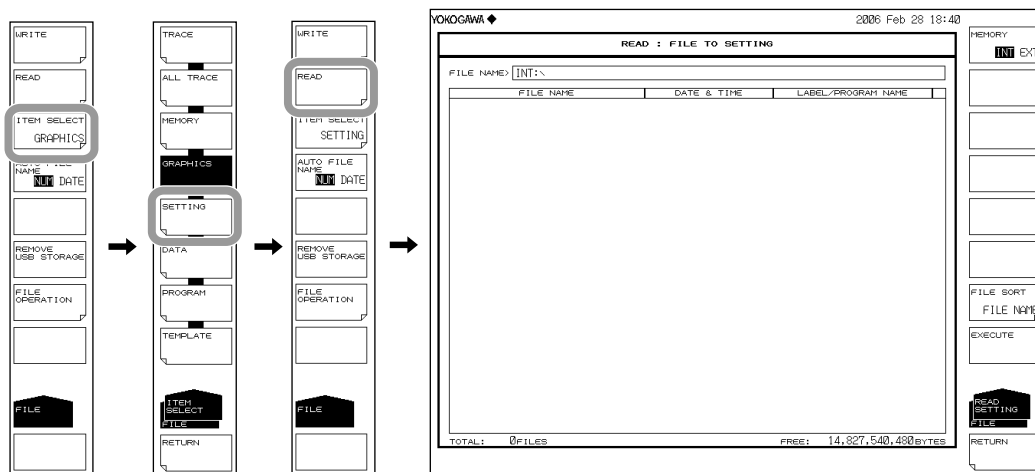 WRITE
READ
ITEM SELECT
GRAPHICS
AUTO FILE
NAME
NUM DATE
REMOVE
USB STORAGE
FILE
OPERATION
FILE
TRACE
ALL TRACE
MEMORY
GRAPHICS
SETTING
DATA
PROGRAM
TEMPLATE
ITEM
SELECT
FILE
RETURN
WRITE
READ
ITEM SELECT
SETTING
AUTO FILE
NAME
NUM DATE
REMOVE
USB STORAGE
FILE
OPERATION
FILE
YOKOGAWA ◆ 2006 Feb 28 18:40
READ : FILE TO SETTING
FILE NAME> INT:\
FILE NAME DATE & TIME LABEL/PROGRAM NAME
TOTAL: 0FILES FREE: 14,827,540,480BYTES
MEMORY
INT EXT
FILE SORT
FILE NAME
EXECUTE
READ
SETTING
FILE
RETURN